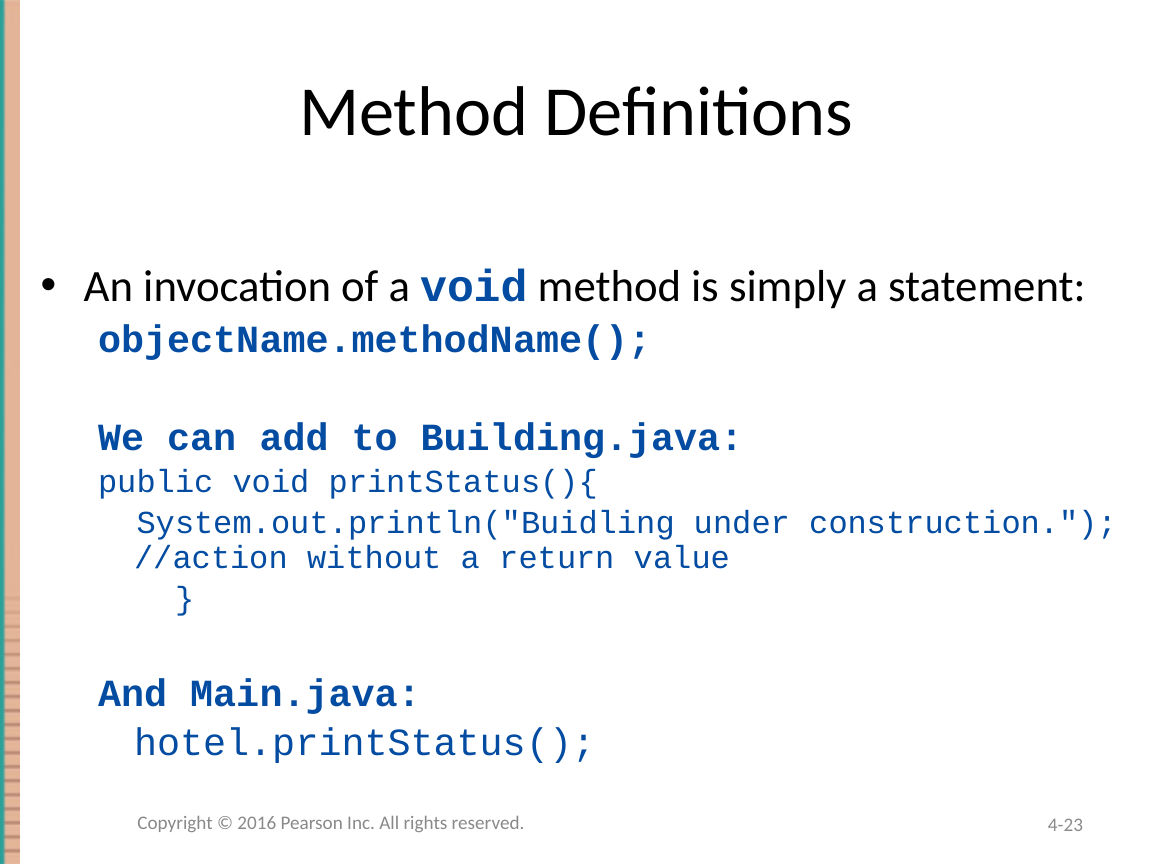 Method Definitions
• An invocation of a void method is simply a statement:
objectName.methodName();
We can add to Building.java:
public void printStatus(){
System.out.println("Buidling under construction.");
//action without a return value
}
And Main.java:
hotel.printStatus();
Copyright © 2016 Pearson Inc. All rights reserved.
4-23